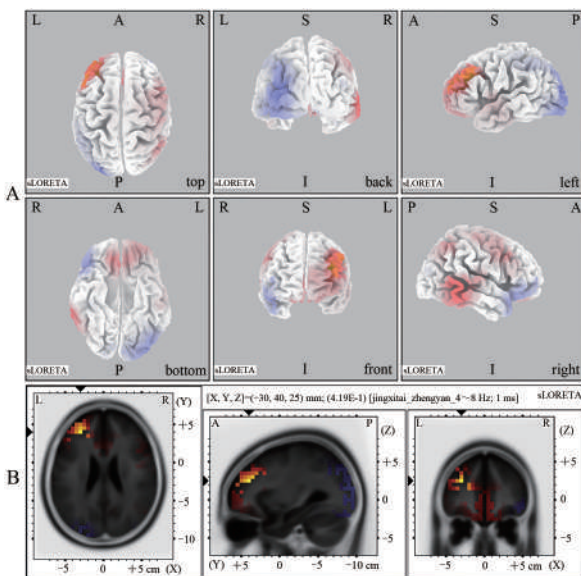 L A R
sLORETA P top
L S R
sLORETA I back
A S P
sLORETA I left
A
R A L
sLORETA P bottom
R S L
sLORETA I front
P S A
sLORETA I right
[X, Y, Z]=(-30, 40, 25) mm; (4.19E-1) [jingxitai_zhengyan_4~8 Hz; 1 ms] sLORETA
B
L R (Y)
+5
0
-5
-10
-5 0 +5 cm (X)
A P (Z)
+5
0
-5
(Y) +5 0 -5 -10 cm
L R (Z)
+5
0
-5
-5 0 +5 cm (X)